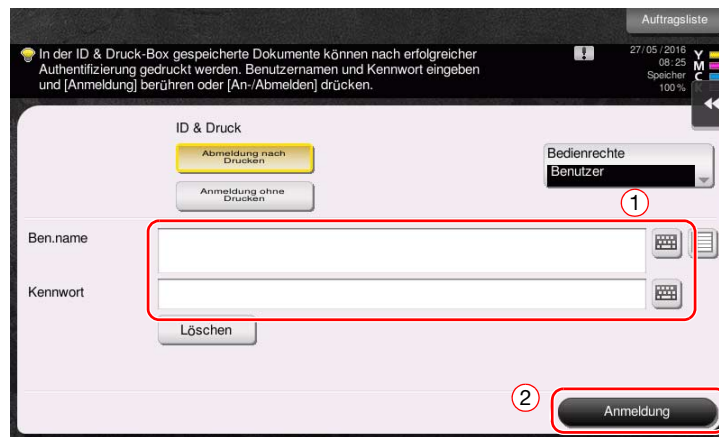 Auftragsliste
In der ID & Druck-Box gespeicherte Dokumente können nach erfolgreicher
Authentifizierung gedruckt werden. Benutzernamen und Kennwort eingeben
und [Anmeldung] berühren oder [An-/Abmelden] drücken.
27/05/2016
08:25
Speicher
100 %
Y
M
C
K
ID & Druck
Abmeldung nach
Drucken
Anmeldung ohne
Drucken
Bedienrechte
Benutzer
1
Ben.name
Kennwort
Löschen
2
Anmeldung